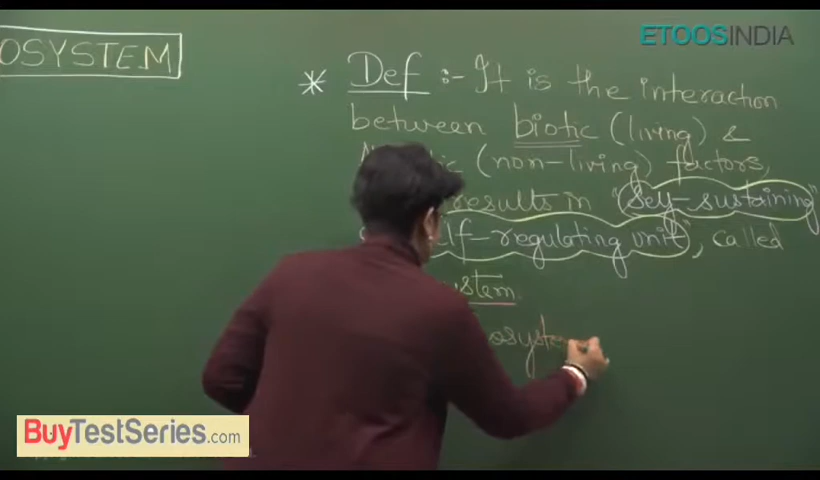 OSYSTEM
ETOOSINDIA
* Def :- It is the interaction
between biotic (living) &
(non-living) factors,
results in "self-sustaining
regulating unit", called
BuyTestSeries.com